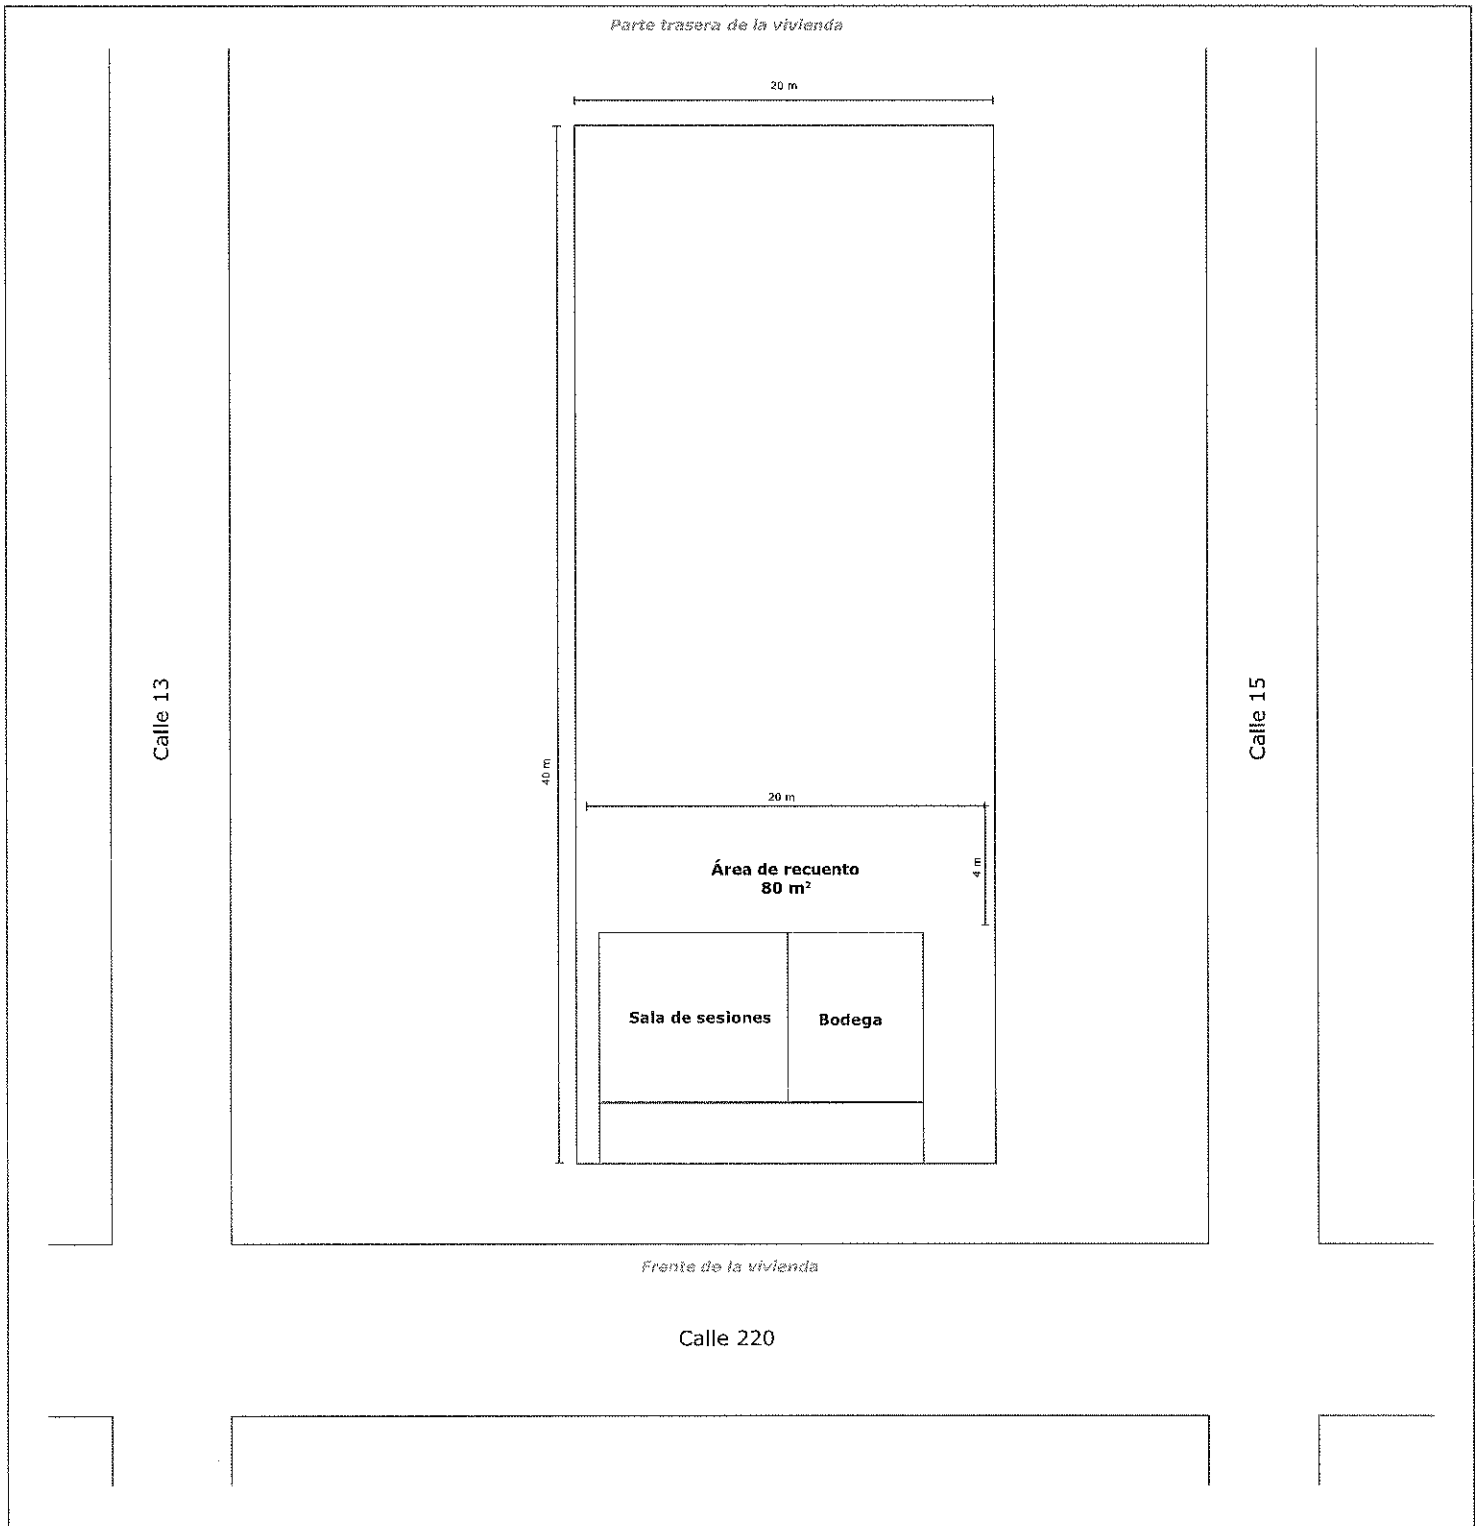 Parte trasera de la vivienda
20 m
40 m
Calle 13
Calle 15
20 m
4 m
Área de recuento
80 m²
Sala de sesiones
Bodega
Frente de la vivienda
Calle 220